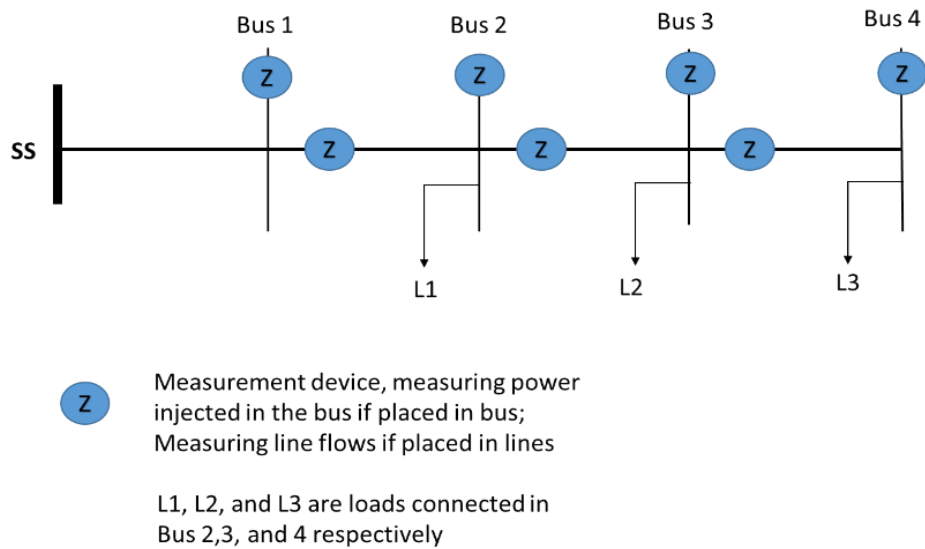 Bus 1
Bus 2
Bus 3
Bus 4
Z
Z
Z
Z
SS
Z
Z
Z
L1
L2
L3
Z
Measurement device, measuring power
injected in the bus if placed in bus;
Measuring line flows if placed in lines
L1, L2, and L3 are loads connected in
Bus 2,3, and 4 respectively